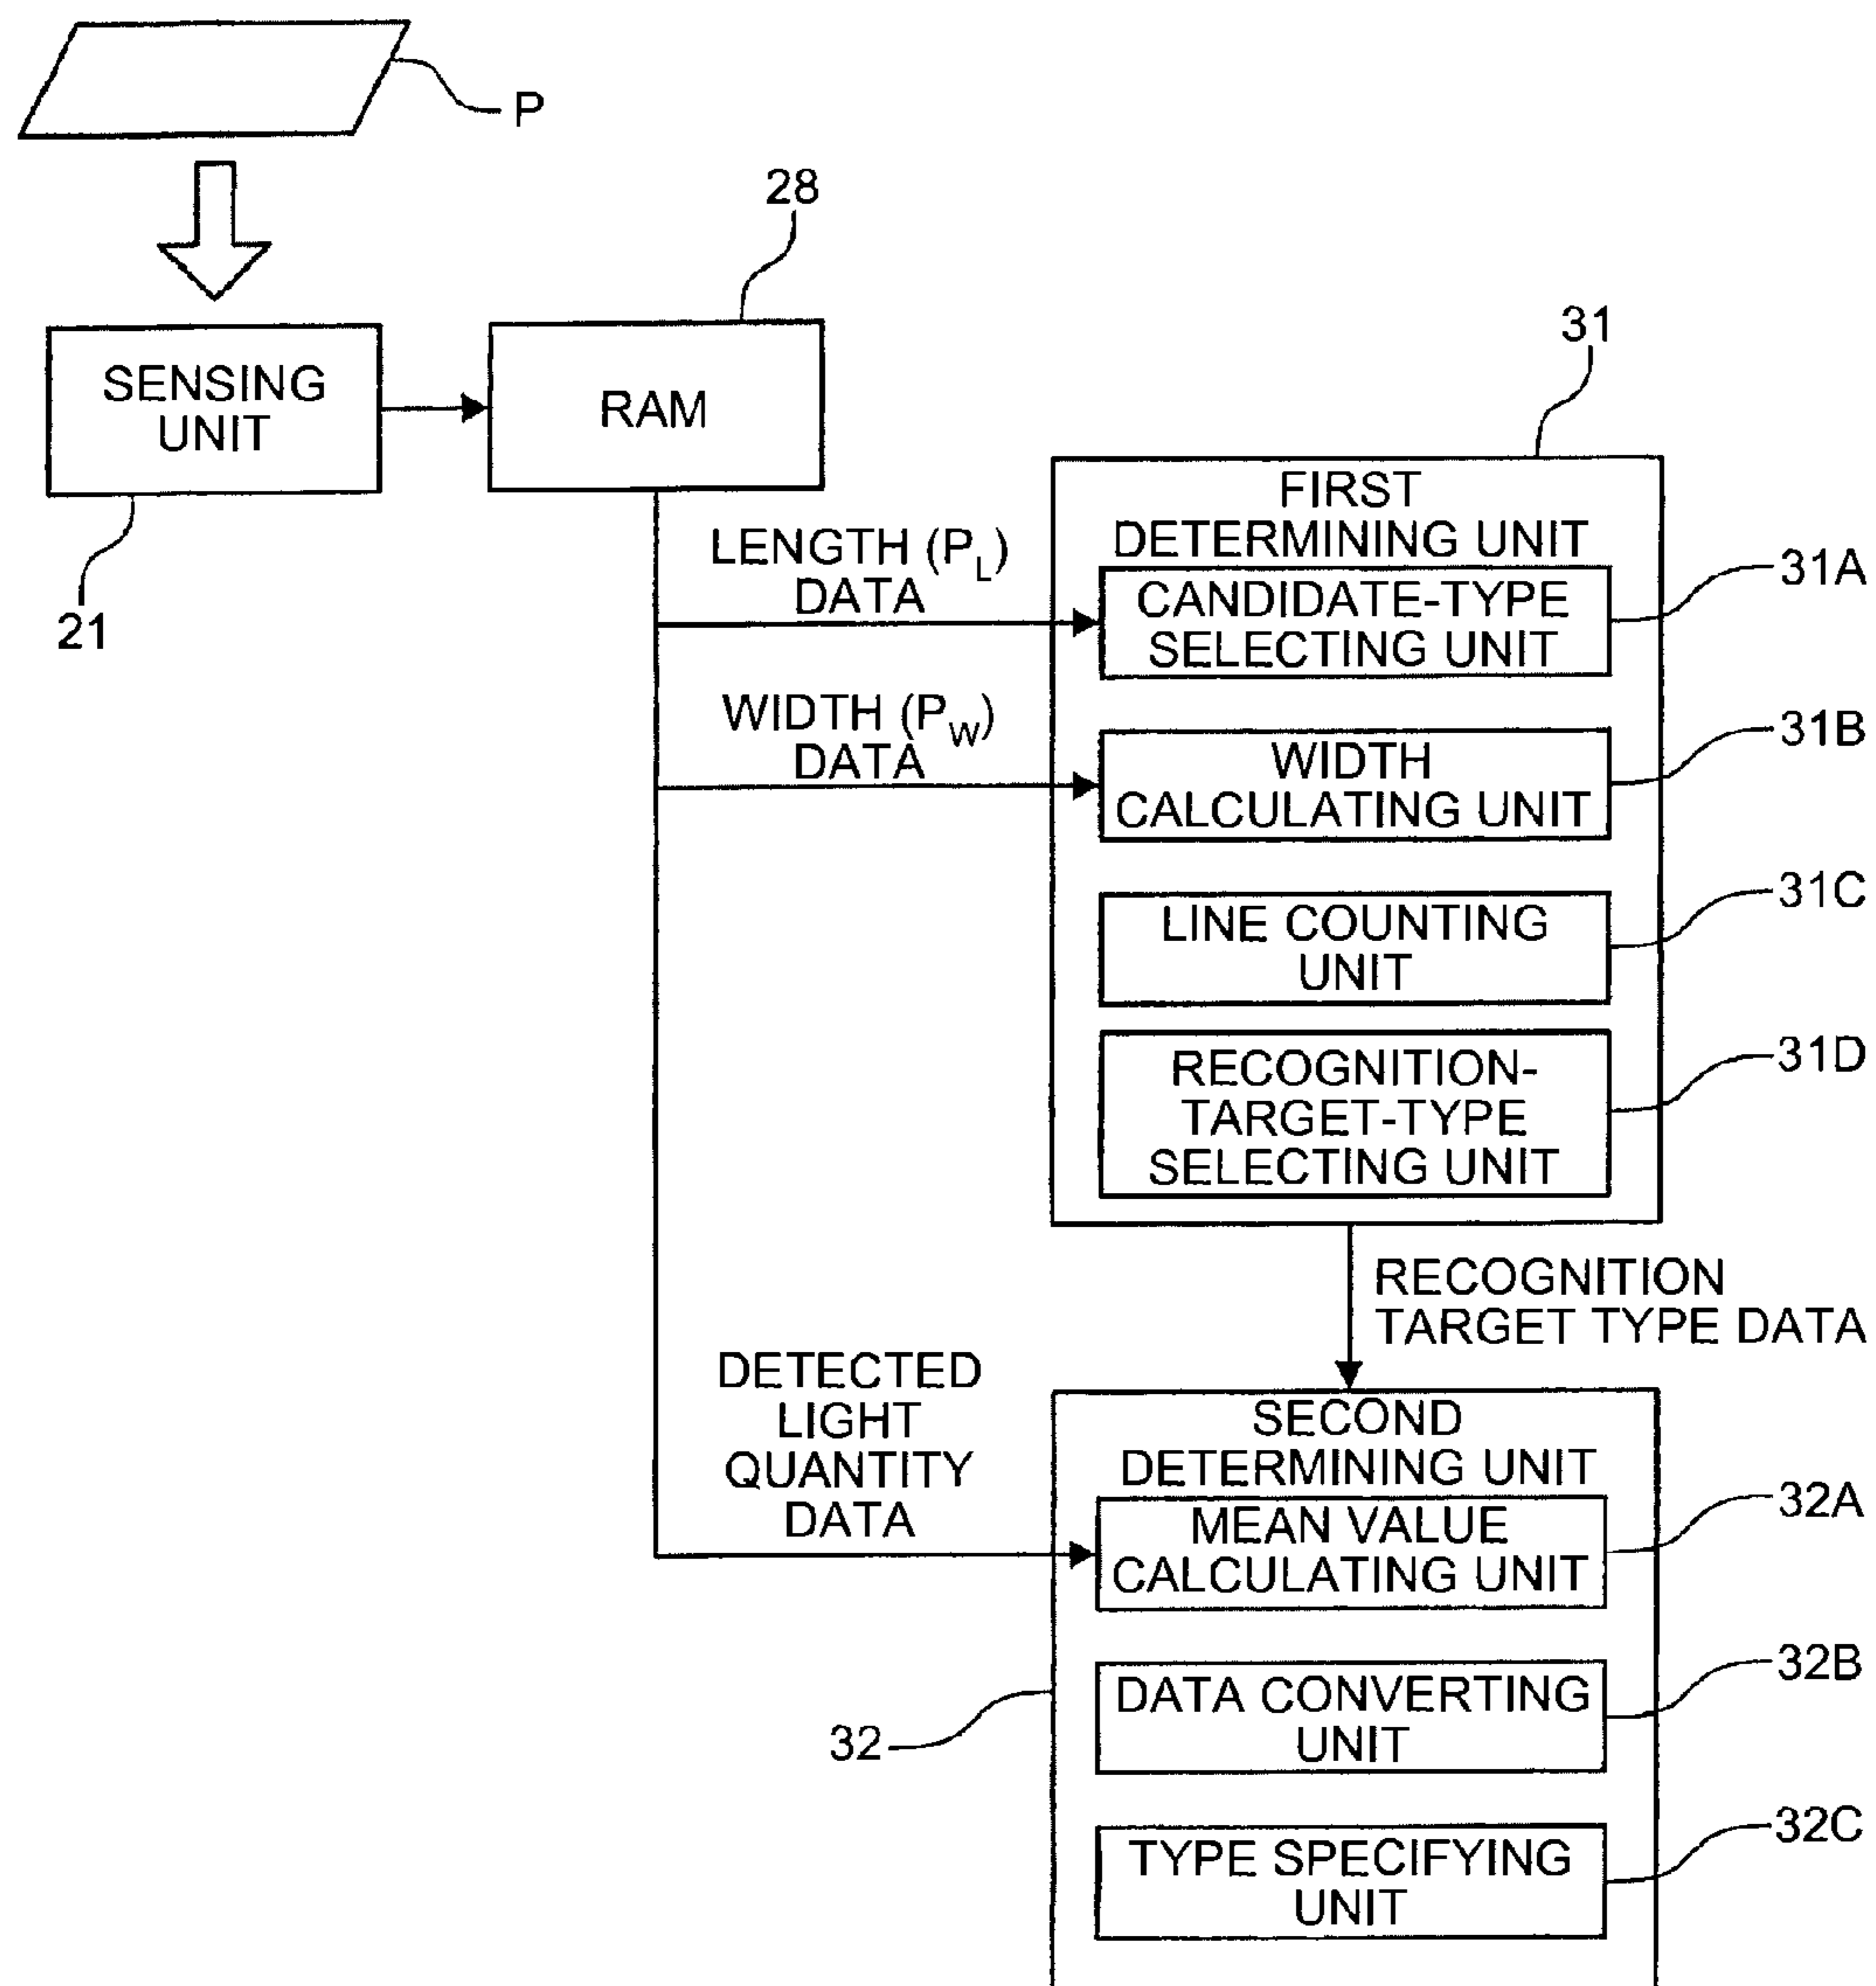 P
28
SENSING
UNIT
RAM
21
31
FIRST
DETERMINING UNIT
LENGTH (PL)
DATA
CANDIDATE-TYPE
SELECTING UNIT
31A
WIDTH (PW)
DATA
WIDTH
CALCULATING UNIT
31B
LINE COUNTING
UNIT
31C
RECOGNITION-
TARGET-TYPE
SELECTING UNIT
31D
RECOGNITION
TARGET TYPE DATA
DETECTED
LIGHT
QUANTITY
DATA
SECOND
DETERMINING UNIT
MEAN VALUE
CALCULATING UNIT
32A
DATA CONVERTING
UNIT
32B
32
TYPE SPECIFYING
UNIT
32C